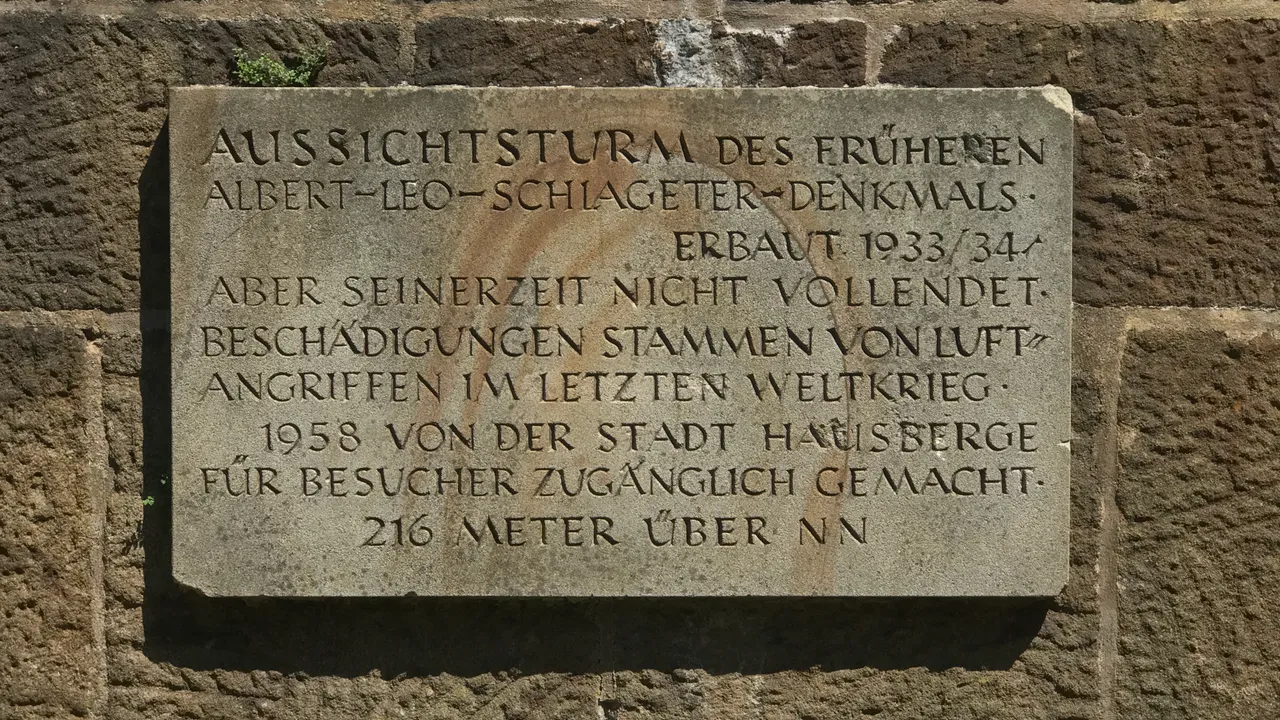 AUSSICHTSTURM DES FRÜHEREN
ALBERT-LEO-SCHLAGETER-DENKMALS·
ERBAUT 1933/34,
ABER SEINERZEIT NICHT VOLLENDET·
BESCHÄDIGUNGEN STAMMEN VON LUFT-
ANGRIFFEN IM LETZTEN WELTKRIEG·
1958 VON DER STADT HAUSBERGE
FÜR BESUCHER ZUGÄNGLICH GEMACHT·
216 METER ÜBER NN